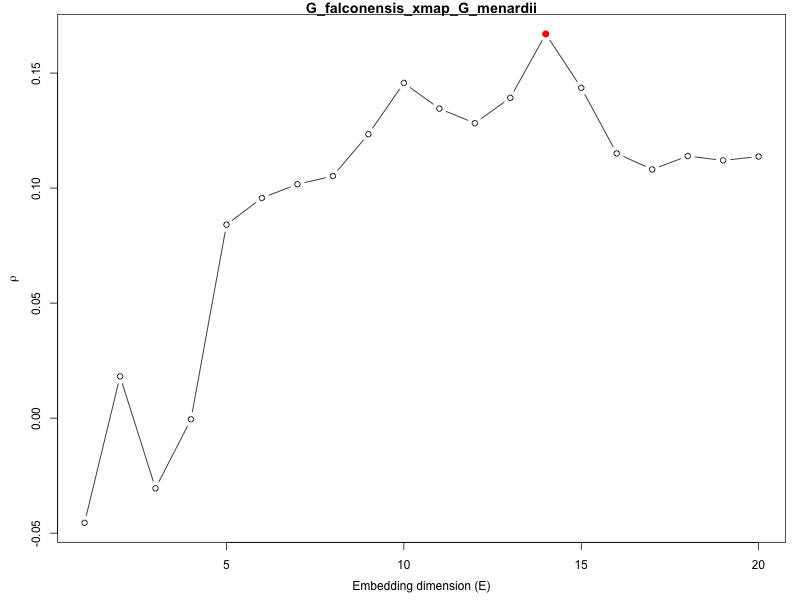 G_falconensis_xmap_G_menardii
0.15
0.10
0.05
0.00
-0.05
ρ
5 10 15 20
Embedding dimension (E)